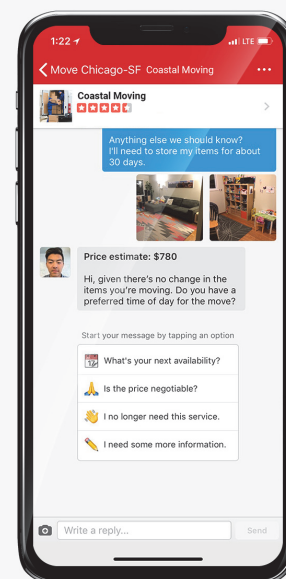 1:22
LTE
Move Chicago-SF Coastal Moving
Coastal Moving
Anything else we should know?
I'll need to store my items for about
30 days.
Price estimate: $780
Hi, given there's no change in the
items you're moving. Do you have a
preferred time of day for the move?
Start your message by tapping an option
What's your next availability?
Is the price negotiable?
I no longer need this service.
I need some more information.
Write a reply...
Send